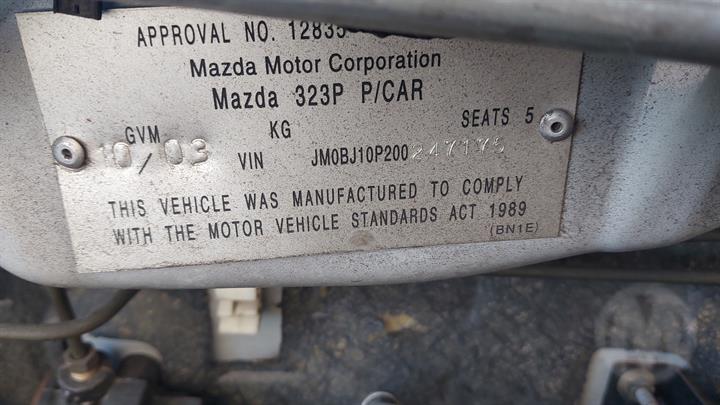 APPROVAL NO. 12835
Mazda Motor Corporation
Mazda 323P P/CAR
GVM KG SEATS 5
10/03 VIN JM0BJ10P200247175
THIS VEHICLE WAS MANUFACTURED TO COMPLY
WITH THE MOTOR VEHICLE STANDARDS ACT 1989
(BN1E)